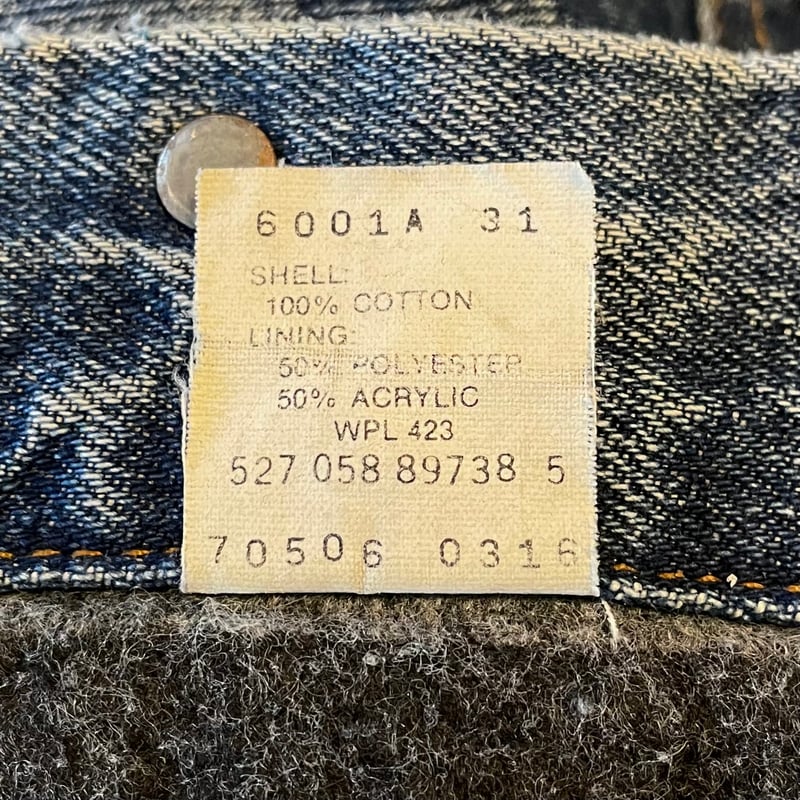 6001A 31
SHELL:
100% COTTON
LINING:
50% POLYESTER
50% ACRYLIC
WPL 423
527 058 89738 5
70506 0316